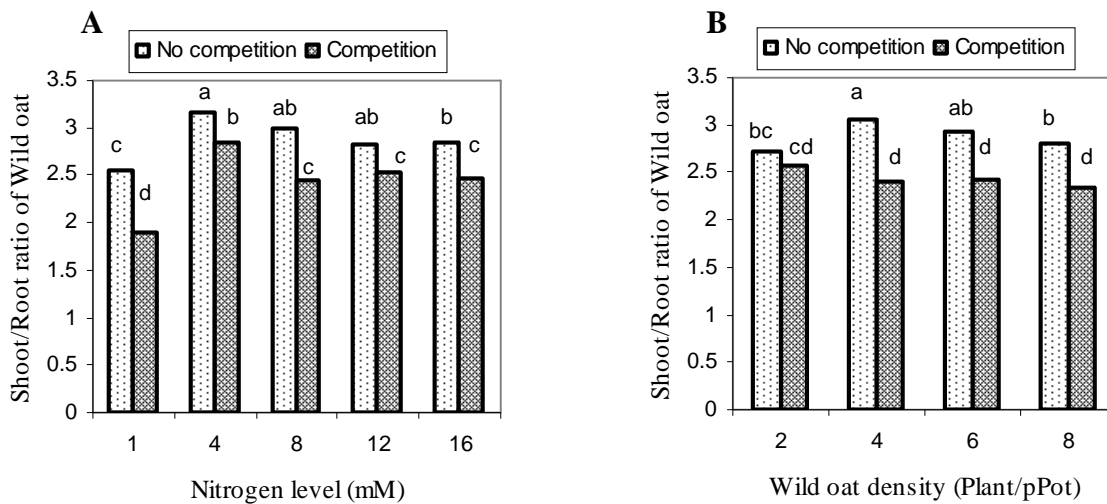 A
No competition Competition
Shoot/Root ratio of Wild oat
3.5
3
2.5
2
1.5
1
0.5
0
c
d
a
b
ab
c
ab
c
b
c
1 4 8 12 16
Nitrogen level (mM)
B
No competition Competition
Shoot/Root ratio of Wild oat
3.5
3
2.5
2
1.5
1
0.5
0
bc
cd
a
d
ab
d
b
d
2 4 6 8
Wild oat density (Plant/pPot)